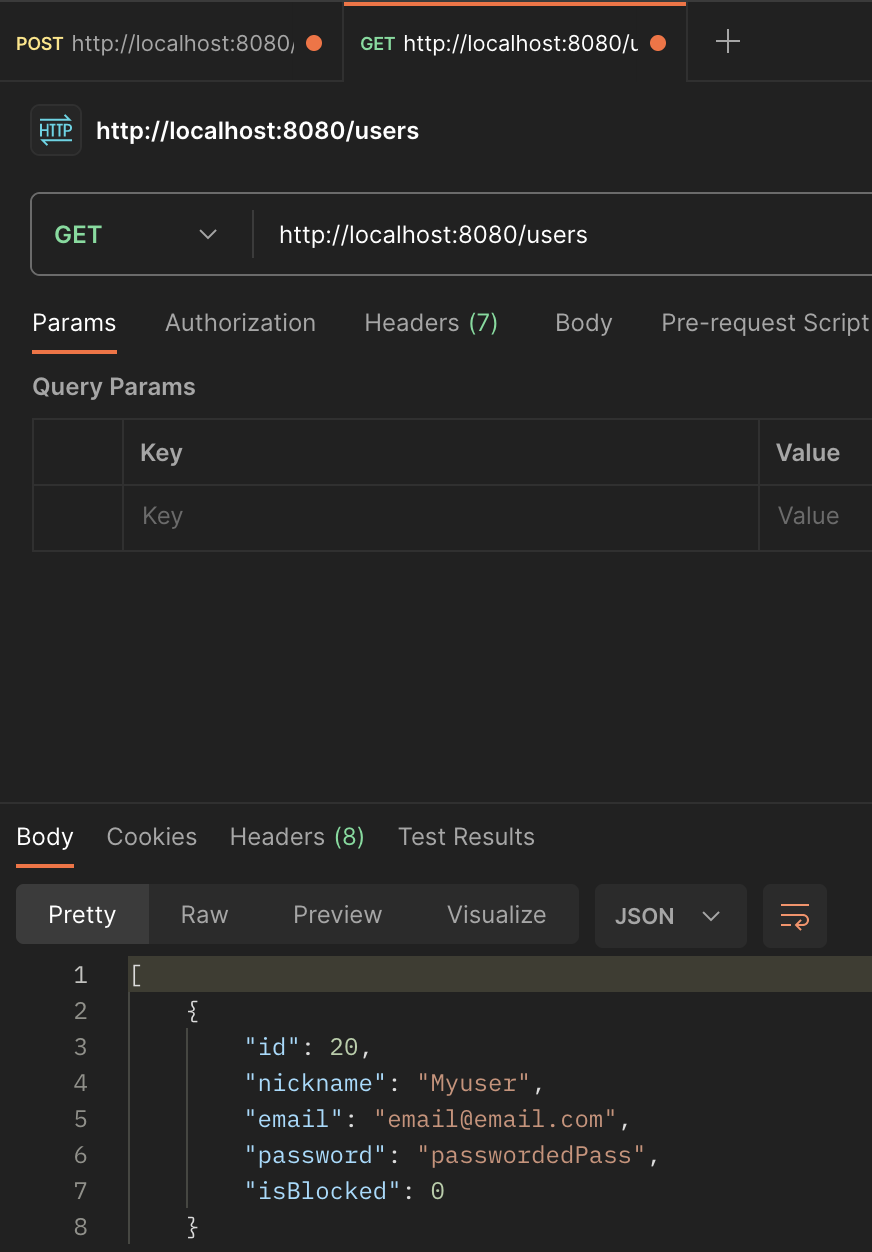 POST http://localhost:8080/ GET http://localhost:8080/u
HTTP http://localhost:8080/users
GET http://localhost:8080/users
Params Authorization Headers (7) Body Pre-request Script
Query Params
Key Value
Key Value
Body Cookies Headers (8) Test Results
Pretty Raw Preview Visualize JSON
1 [
2 {
3 "id": 20,
4 "nickname": "Myuser",
5 "email": "email@email.com",
6 "password": "passwordedPass",
7 "isBlocked": 0
8 }